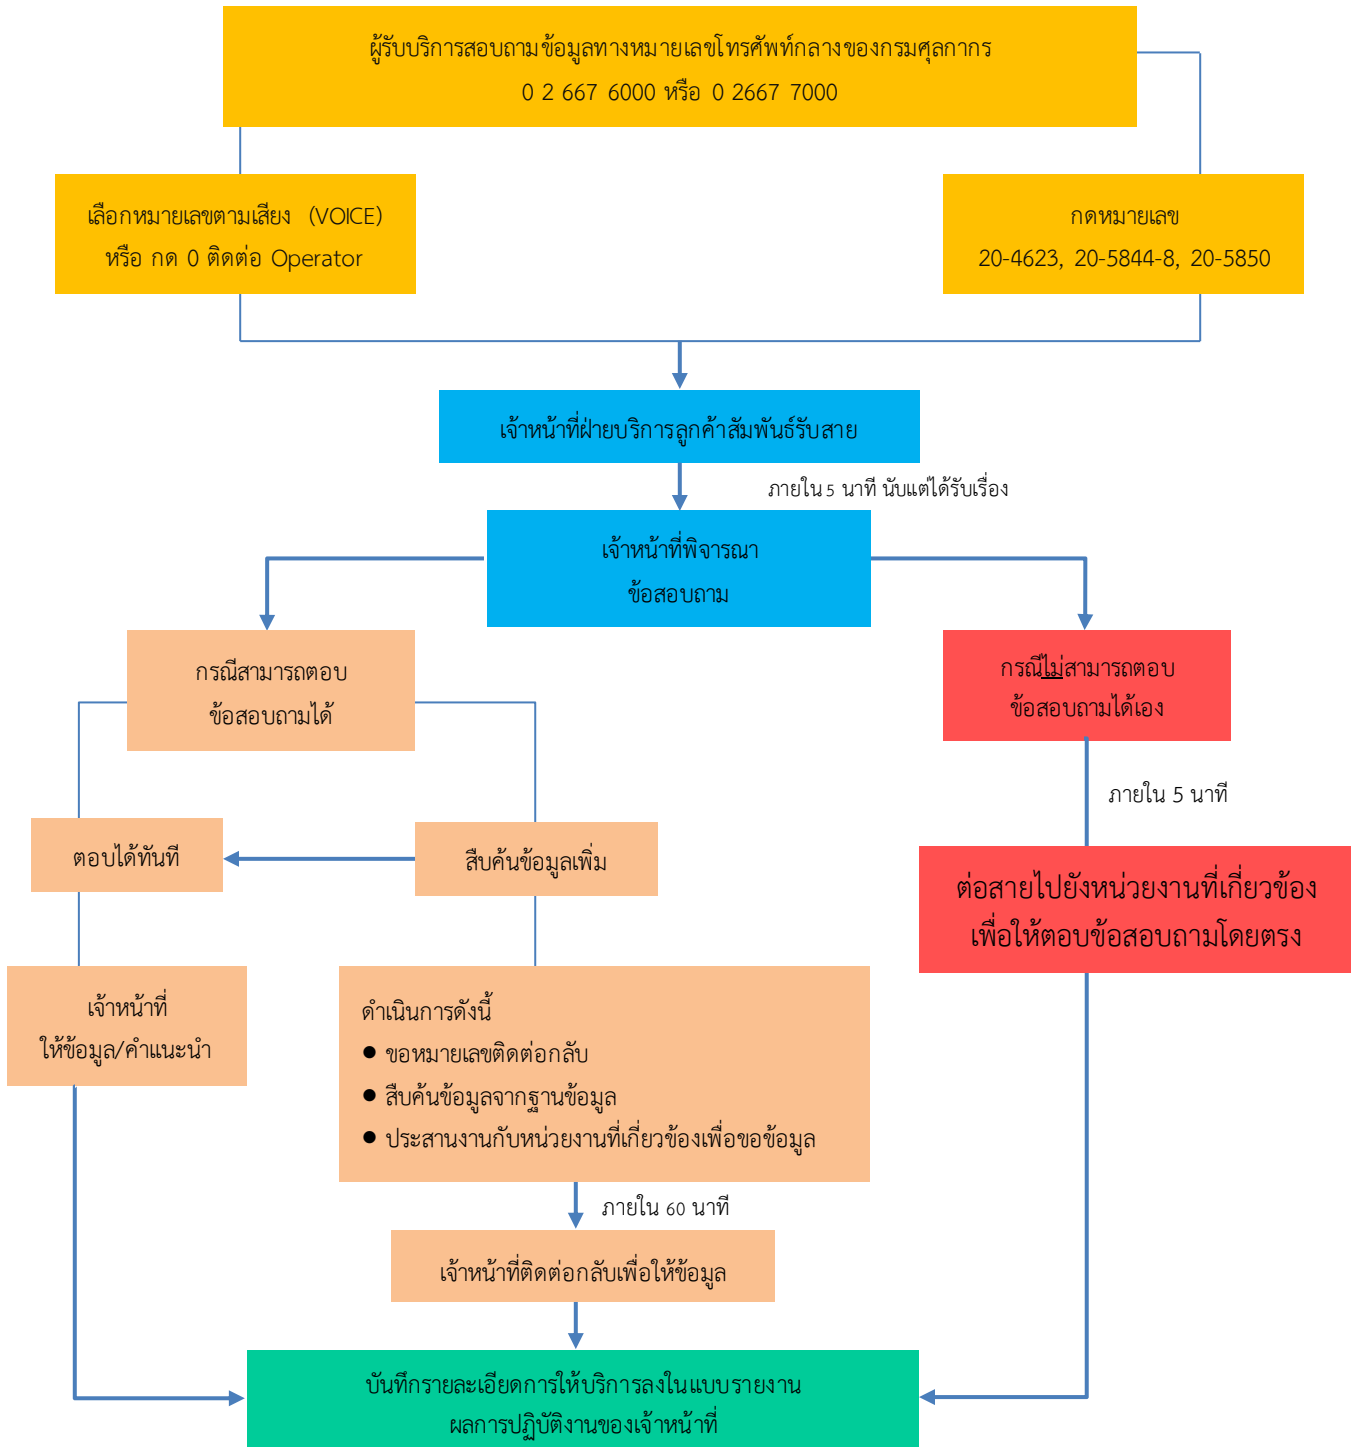 ผู้รับบริการสอบถามข้อมูลทางหมายเลขโทรศัพท์กลางของกรมศุลกากร
0 2 667 6000 หรือ 0 2667 7000
เลือกหมายเลขตามเสียง (VOICE)
หรือ กด 0 ติดต่อ Operator
กดหมายเลข
20-4623, 20-5844-8, 20-5850
เจ้าหน้าที่ฝ่ายบริการลูกค้าสัมพันธ์รับสาย
ภายใน 5 นาที นับแต่ได้รับเรื่อง
เจ้าหน้าที่พิจารณา
ข้อสอบถาม
กรณีสามารถตอบ
ข้อสอบถามได้
กรณีไม่สามารถตอบ
ข้อสอบถามได้เอง
ภายใน 5 นาที
ตอบได้ทันที
สืบค้นข้อมูลเพิ่ม
ต่อสายไปยังหน่วยงานที่เกี่ยวข้อง
เพื่อให้ตอบข้อสอบถามโดยตรง
เจ้าหน้าที่
ให้ข้อมูล/คำแนะนำ
ดำเนินการดังนี้
● ขอหมายเลขติดต่อกลับ
● สืบค้นข้อมูลจากฐานข้อมูล
● ประสานงานกับหน่วยงานที่เกี่ยวข้องเพื่อขอข้อมูล
ภายใน 60 นาที
เจ้าหน้าที่ติดต่อกลับเพื่อให้ข้อมูล
บันทึกรายละเอียดการให้บริการลงในแบบรายงาน
ผลการปฏิบัติงานของเจ้าหน้าที่